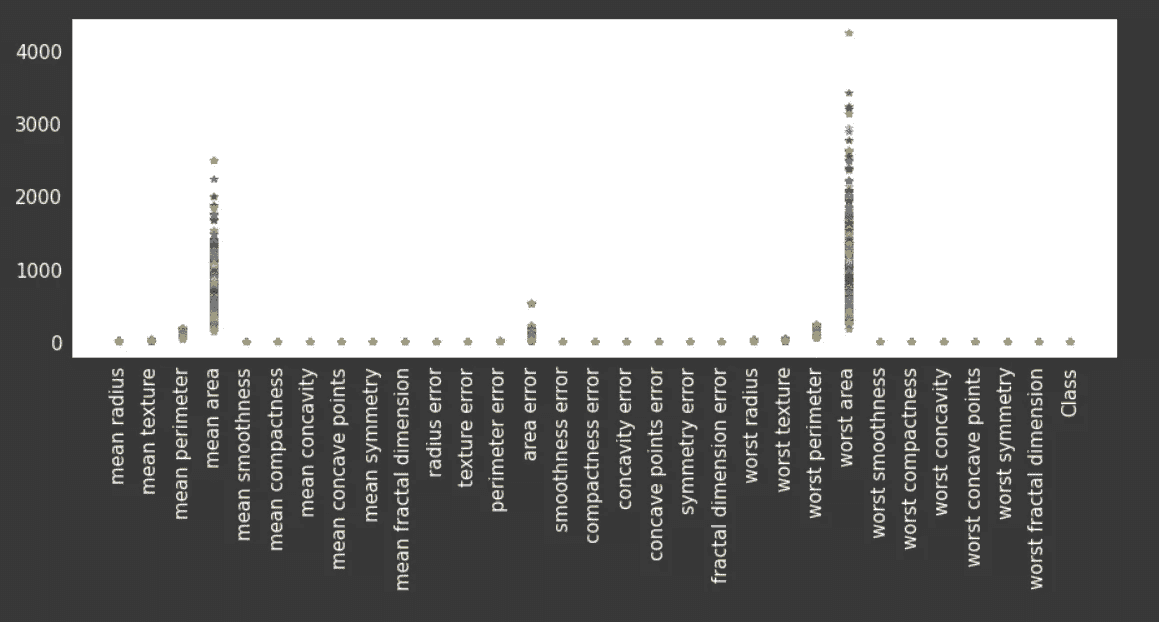 4000
3000
2000
1000
0
mean radius
mean texture
mean perimeter
mean area
mean smoothness
mean compactness
mean concavity
mean concave points
mean symmetry
mean fractal dimension
radius error
texture error
perimeter error
area error
smoothness error
compactness error
concavity error
concave points error
symmetry error
fractal dimension error
worst radius
worst texture
worst perimeter
worst area
worst smoothness
worst compactness
worst concavity
worst concave points
worst symmetry
worst fractal dimension
Class